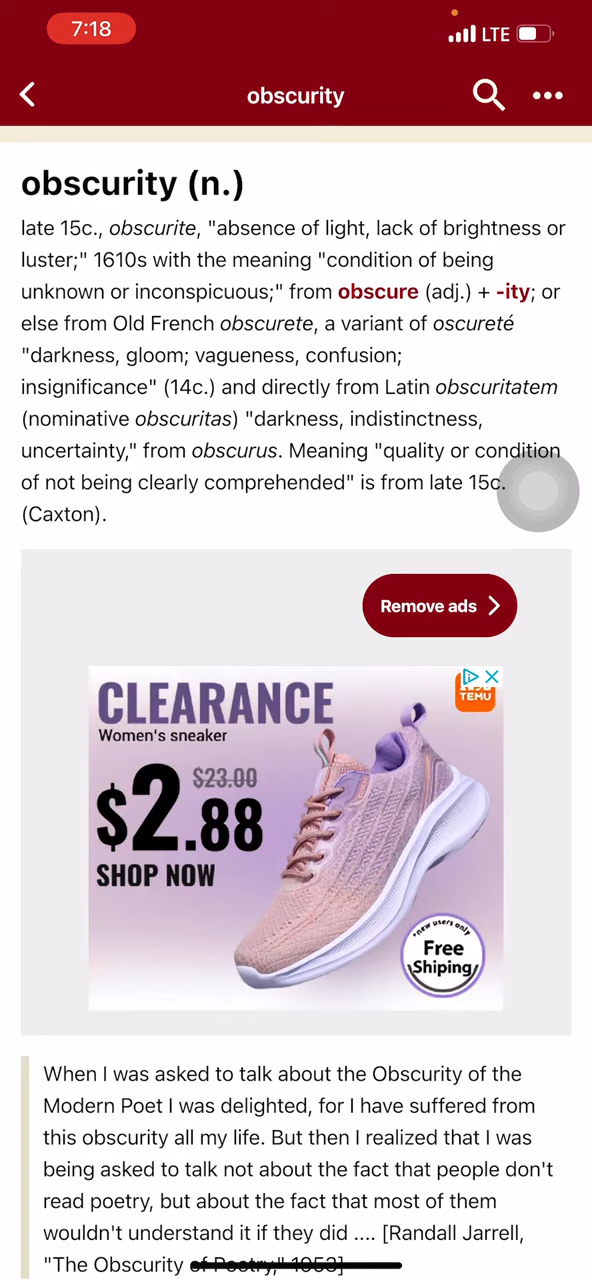 7:18
LTE
obscurity
obscurity (n.)
late 15c., obscurite, "absence of light, lack of brightness or
luster;" 1610s with the meaning "condition of being
unknown or inconspicuous;" from obscure (adj.) + -ity; or
else from Old French obscurete, a variant of oscureté
"darkness, gloom; vagueness, confusion;
insignificance" (14c.) and directly from Latin obscuritatem
(nominative obscuritas) "darkness, indistinctness,
uncertainty," from obscurus. Meaning "quality or condition
of not being clearly comprehended" is from late 15c.
(Caxton).
Remove ads
CLEARANCE
TEMU
Women's sneaker
$23.00
$2.88
SHOP NOW
*new users only
Free
Shiping
When I was asked to talk about the Obscurity of the
Modern Poet I was delighted, for I have suffered from
this obscurity all my life. But then I realized that I was
being asked to talk not about the fact that people don't
read poetry, but about the fact that most of them
wouldn't understand it if they did .... [Randall Jarrell,
"The Obscurity of Poetry," 1953]